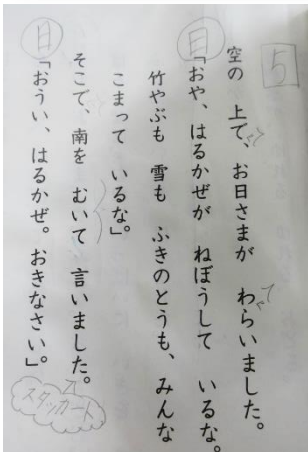 5
空の 上で、お日さまが わらいました。
日
「おや、はるかぜが ねぼうして いるな。
竹やぶも 雪も ふきのとうも、みんな
こまって いるな。」
そこで、南を むいて 言いました。
日
「おうい、はるかぜ。おきなさい。」
スタッカート